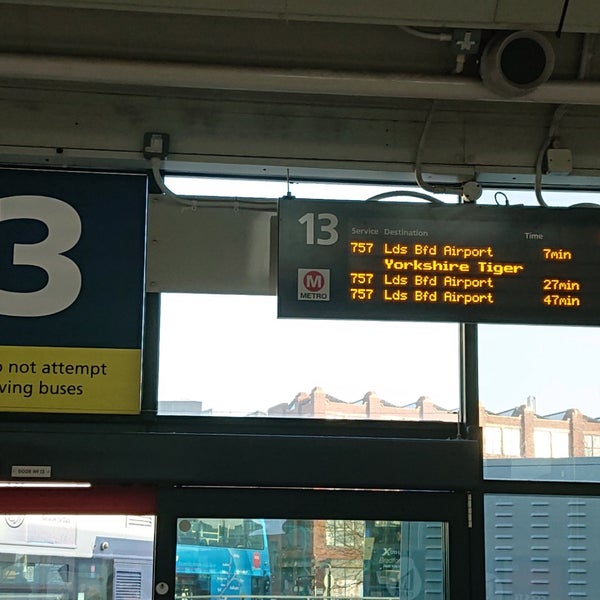 3
not attempt
ving buses
13
Service Destination Time
757 Lds Bfd Airport 7min
Yorkshire Tiger
757 Lds Bfd Airport 27min
757 Lds Bfd Airport 47min
M
METRO